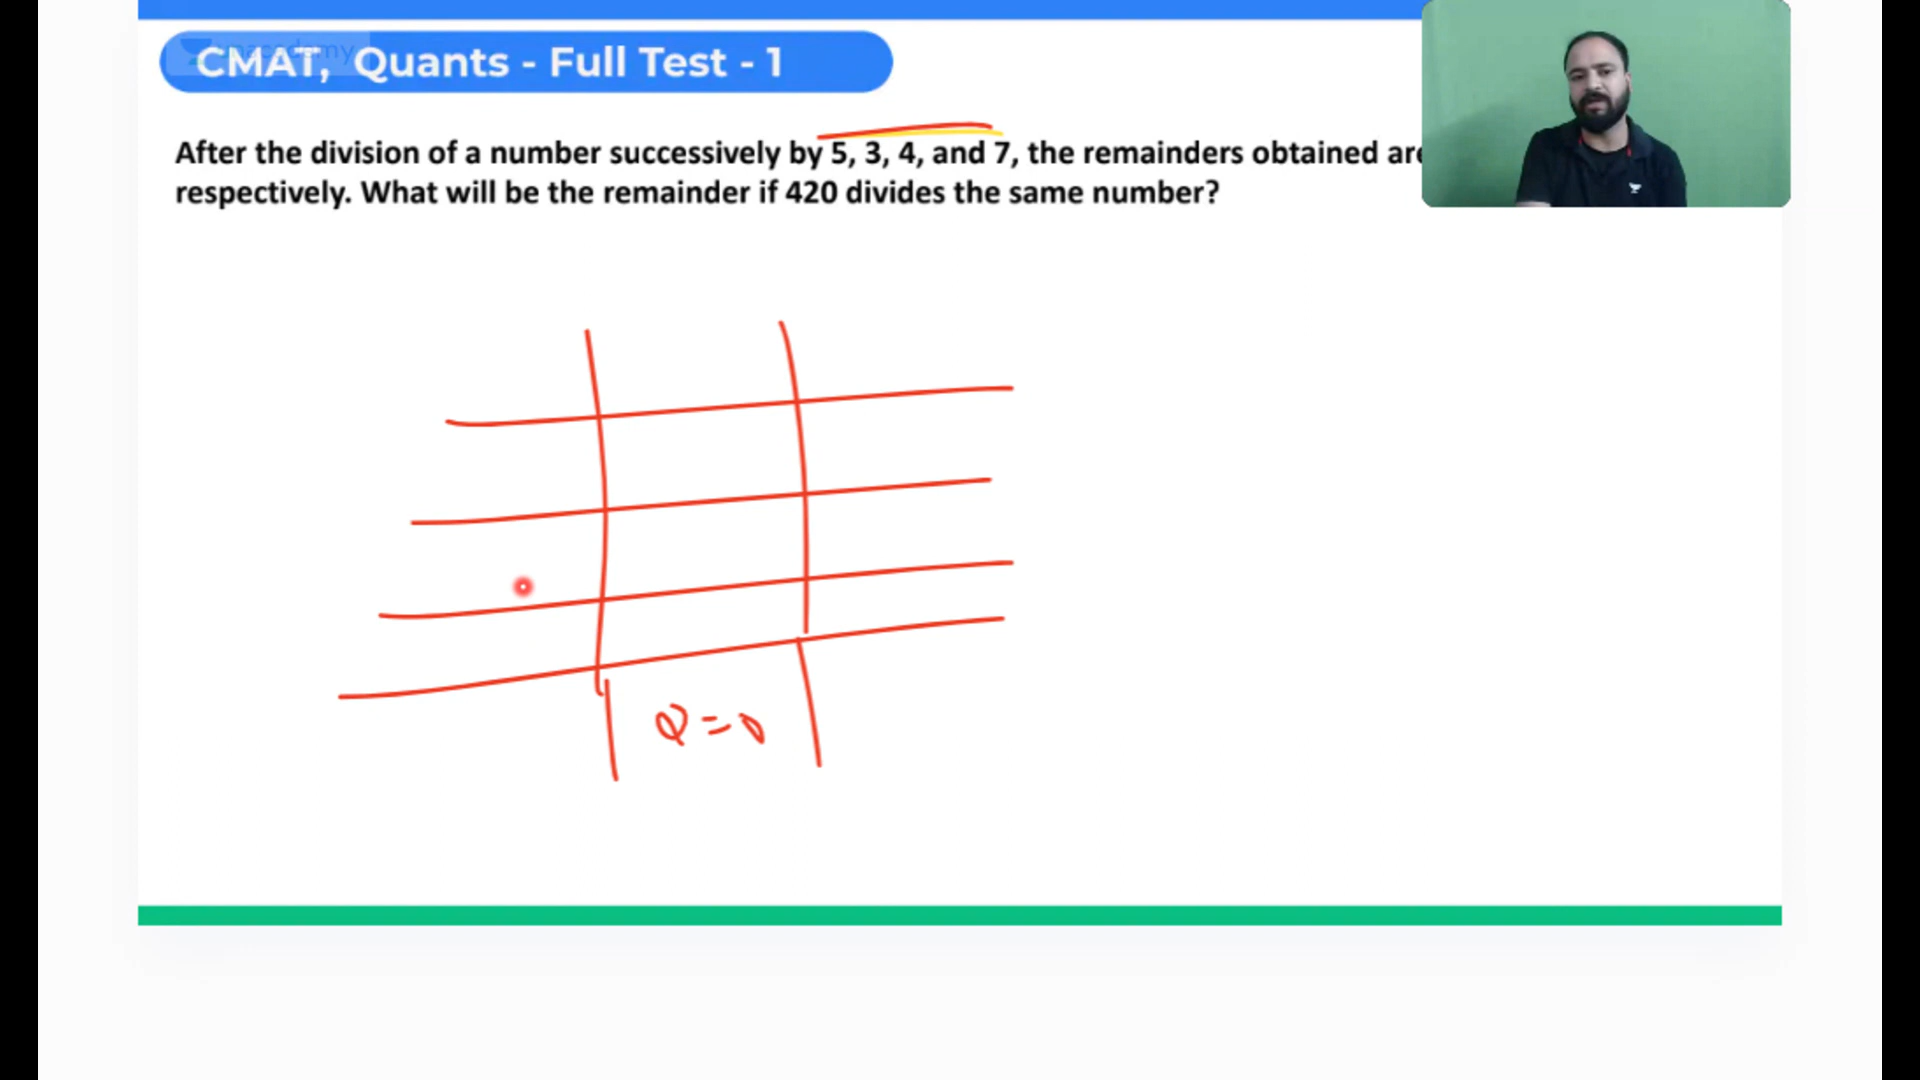 CMAT, Quants - Full Test - 1
After the division of a number successively by 5, 3, 4, and 7, the remainders obtained are
respectively. What will be the remainder if 420 divides the same number?
Q = 0